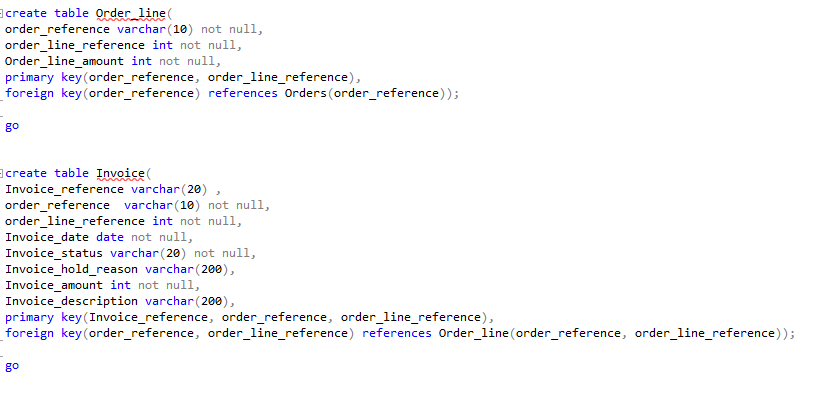 create table Order_line(
order_reference varchar(10) not null,
order_line_reference int not null,
Order_line_amount int not null,
primary key(order_reference, order_line_reference),
foreign key(order_reference) references Orders(order_reference));
go
create table Invoice(
Invoice_reference varchar(20) ,
order_reference  varchar(10) not null,
order_line_reference int not null,
Invoice_date date not null,
Invoice_status varchar(20) not null,
Invoice_hold_reason varchar(200),
Invoice_amount int not null,
Invoice_description varchar(200),
primary key(Invoice_reference, order_reference, order_line_reference),
foreign key(order_reference, order_line_reference) references Order_line(order_reference, order_line_reference));
go